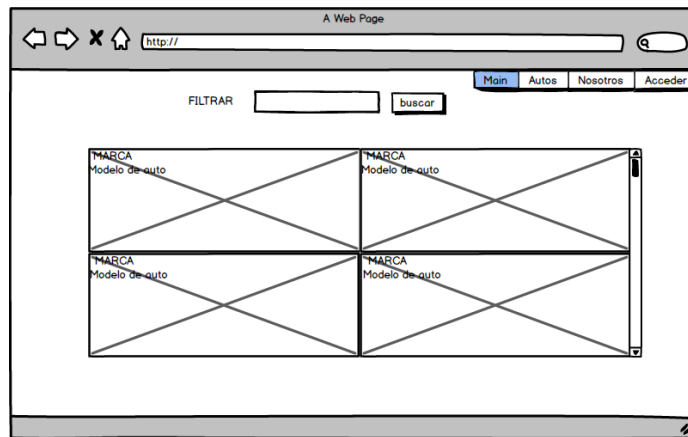 A Web Page
http://
Main Autos Nosotros Acceder
FILTRAR buscar
MARCA MARCA
Modelo de auto Modelo de auto
MARCA MARCA
Modelo de auto Modelo de auto